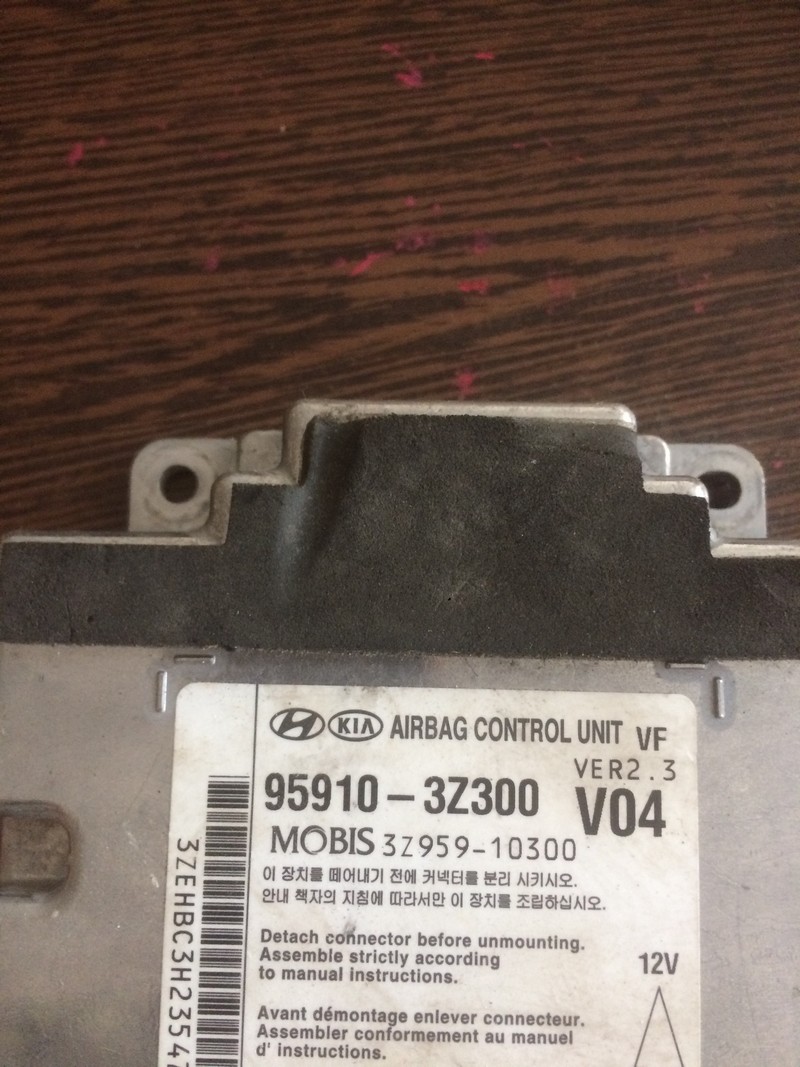 KIA AIRBAG CONTROL UNIT VF
VER2.3
95910-3Z300 V04
MOBIS 3Z959-10300
이 장치를 떼어내기 전에 커넥터를 분리 시키시오.
안내 책자의 지침에 따라서만 이 장치를 조립하십시오.
Detach connector before unmounting.
Assemble strictly according
to manual instructions.
12V
Avant démontage enlever connecteur.
Assembler conformement au manuel
d' instructions.
3ZEHBC3H23547